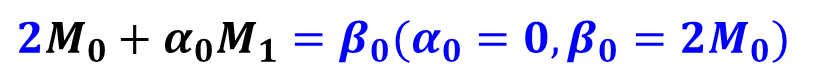 2M₀ + α₀M₁ = β₀(α₀ = 0, β₀ = 2M₀)